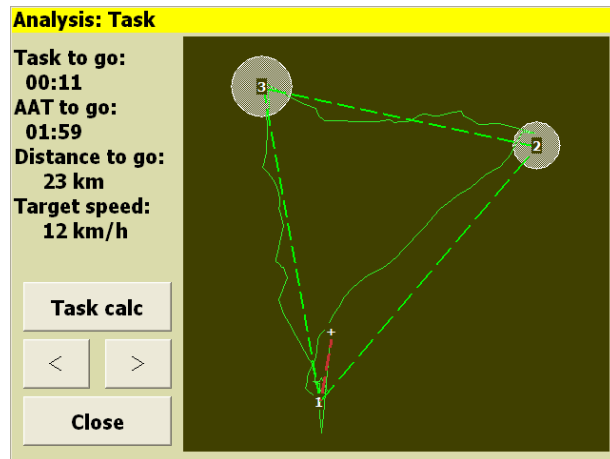 Analysis: Task
Task to go:
00:11
AAT to go:
01:59
Distance to go:
23 km
Target speed:
12 km/h
Task calc
< >
Close
3
2
+
1